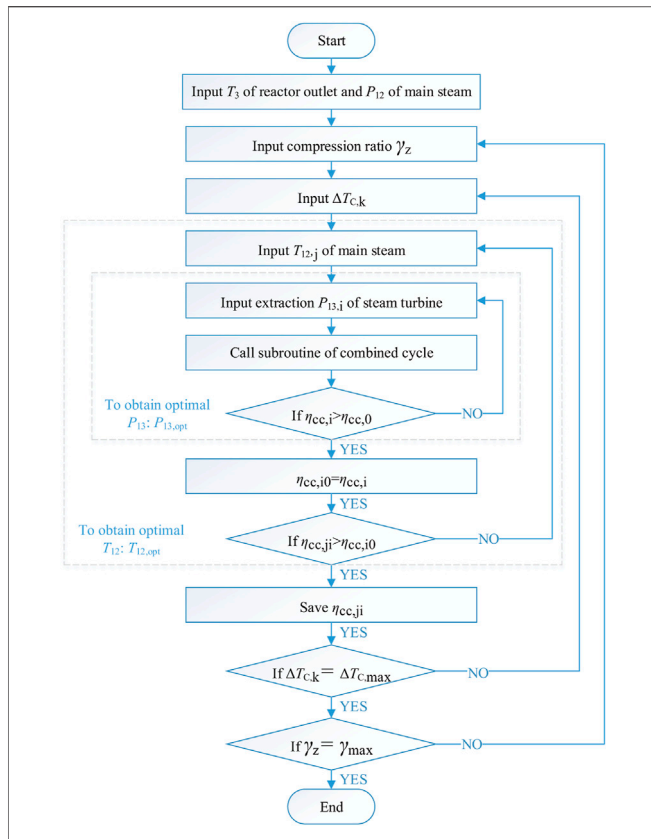 Start
Input T₃ of reactor outlet and P₁₂ of main steam
Input compression ratio γz
Input ΔTC,k
Input T₁₂,j of main steam
Input extraction P₁₃,i of steam turbine
Call subroutine of combined cycle
If ηcc,i>ηcc,0
NO
To obtain optimal
P₁₃: P₁₃,opt
YES
ηcc,i0=ηcc,i
YES
If ηcc,ji>ηcc,i0
NO
To obtain optimal
T₁₂: T₁₂,opt
YES
Save ηcc,ji
YES
If ΔTC,k= ΔTC,max
NO
YES
If γz= γmax
NO
YES
End